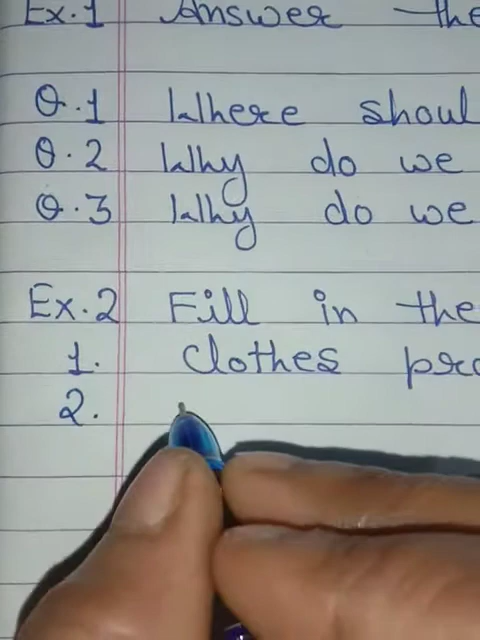 Ex.1 Answer the
Q.1 Where shoul
Q.2 Why do we
Q.3 Why do we
Ex.2 Fill in the
1. Clothes pro
2.